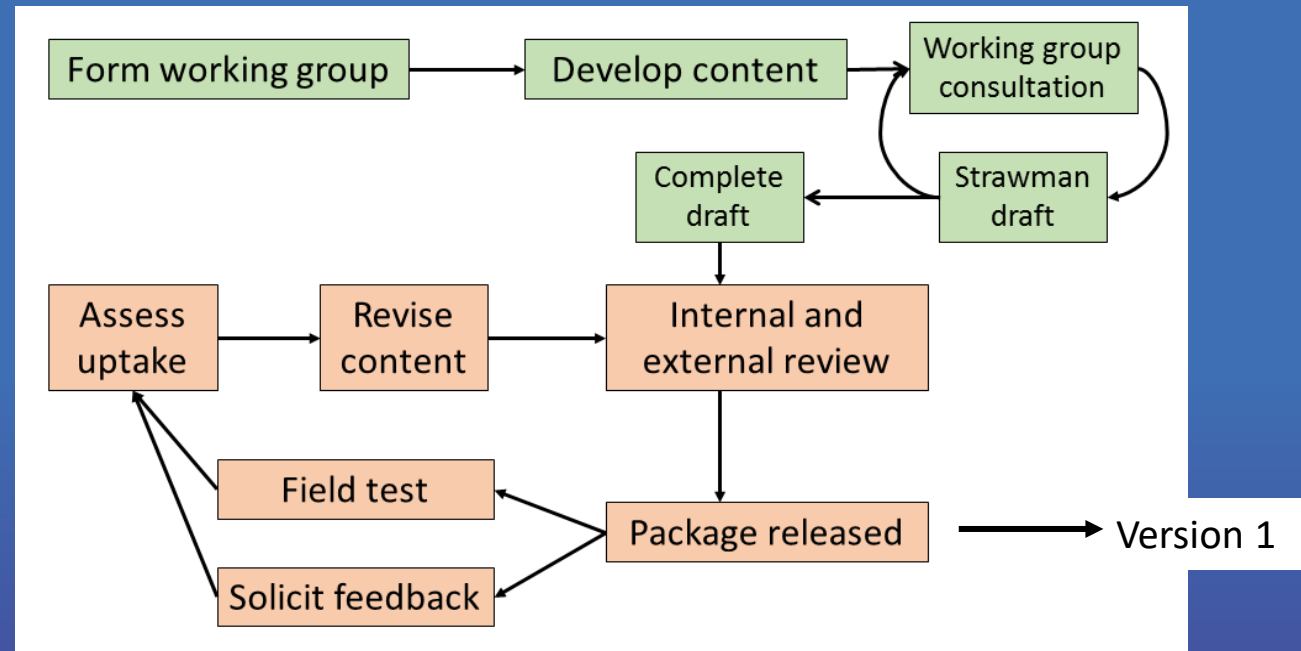 Form working group
Develop content
Working group
consultation
Complete
draft
Strawman
draft
Assess
uptake
Revise
content
Internal and
external review
Field test
Package released
Version 1
Solicit feedback